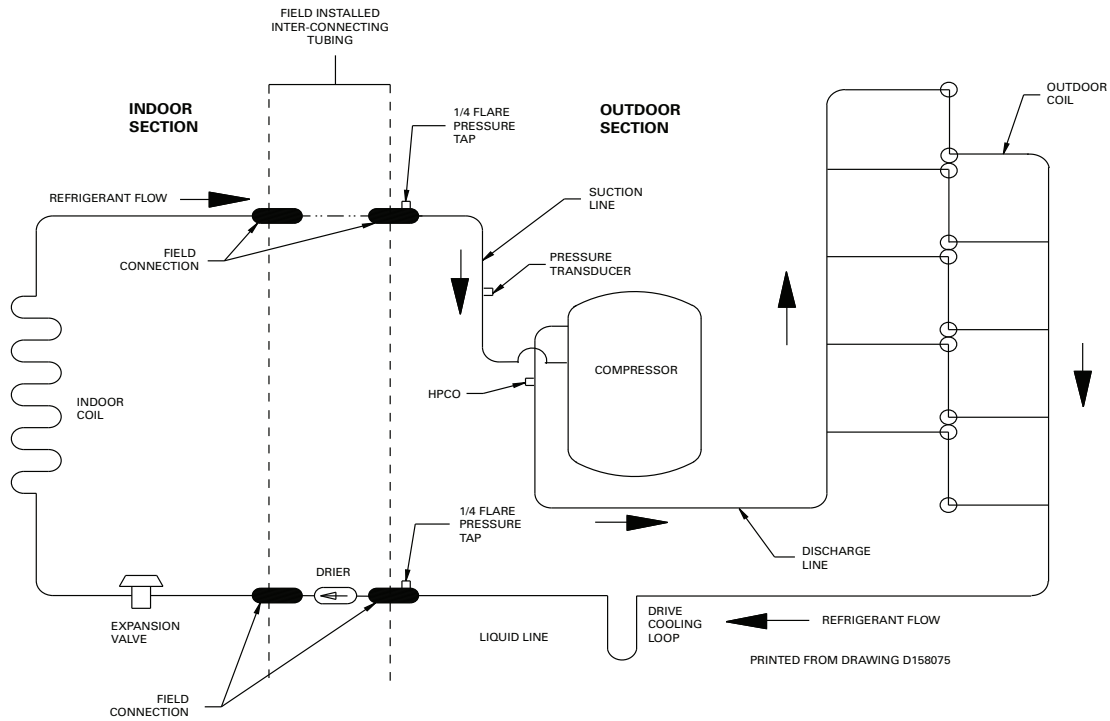 FIELD INSTALLED
INTER-CONNECTING
TUBING
INDOOR
SECTION
1/4 FLARE
PRESSURE
TAP
OUTDOOR
SECTION
OUTDOOR
COIL
REFRIGERANT FLOW
SUCTION
LINE
FIELD
CONNECTION
PRESSURE
TRANSDUCER
COMPRESSOR
HPCO
INDOOR
COIL
1/4 FLARE
PRESSURE
TAP
DISCHARGE
LINE
DRIER
EXPANSION
VALVE
LIQUID LINE
DRIVE
COOLING
LOOP
REFRIGERANT FLOW
PRINTED FROM DRAWING D158075
FIELD
CONNECTION